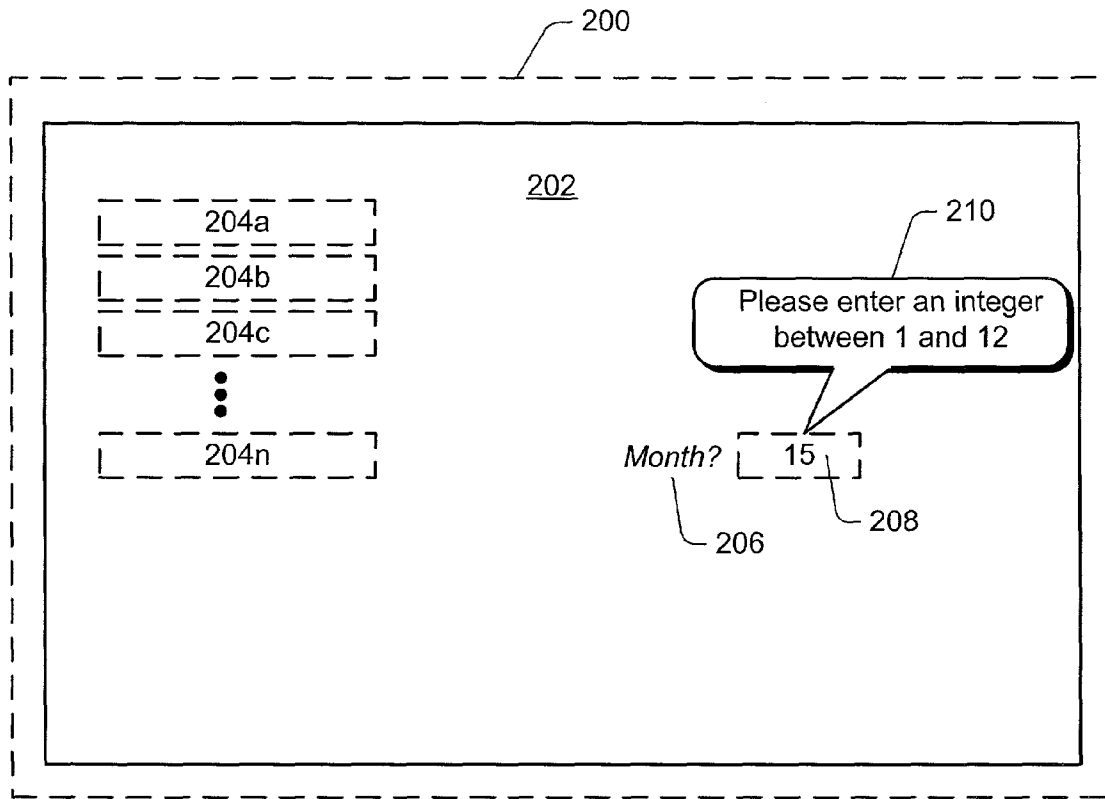 200
202
204a
210
204b
Please enter an integer
between 1 and 12
204c
204n
Month?
15
208
206